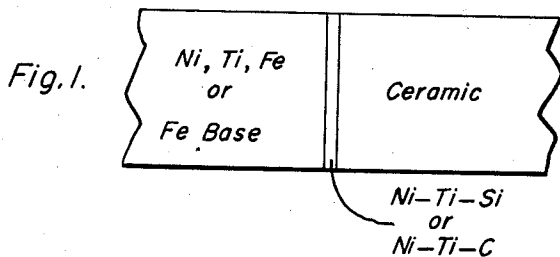 Fig. 1.
Ni, Ti, Fe
or
Fe Base
Ceramic
Ni–Ti–Si
or
Ni–Ti–C